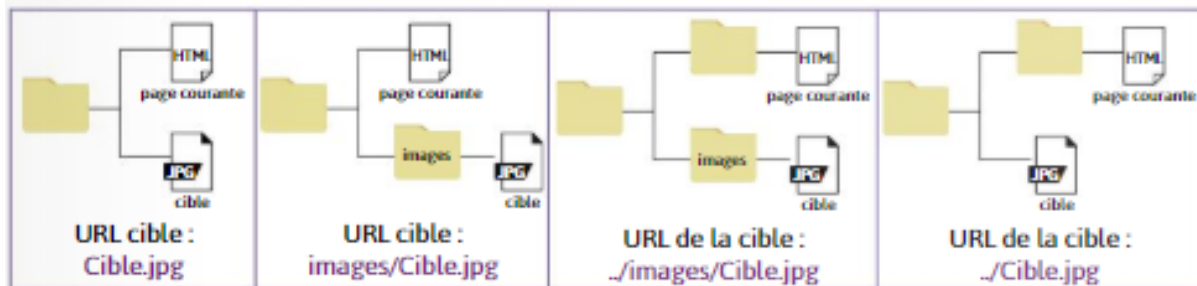 HTML
page courante
JPG
cible
URL cible :
Cible.jpg
HTML
page courante
images
JPG
cible
URL cible :
images/Cible.jpg
HTML
page courante
images
JPG
cible
URL de la cible :
../images/Cible.jpg
HTML
page courante
JPG
cible
URL de la cible :
../Cible.jpg